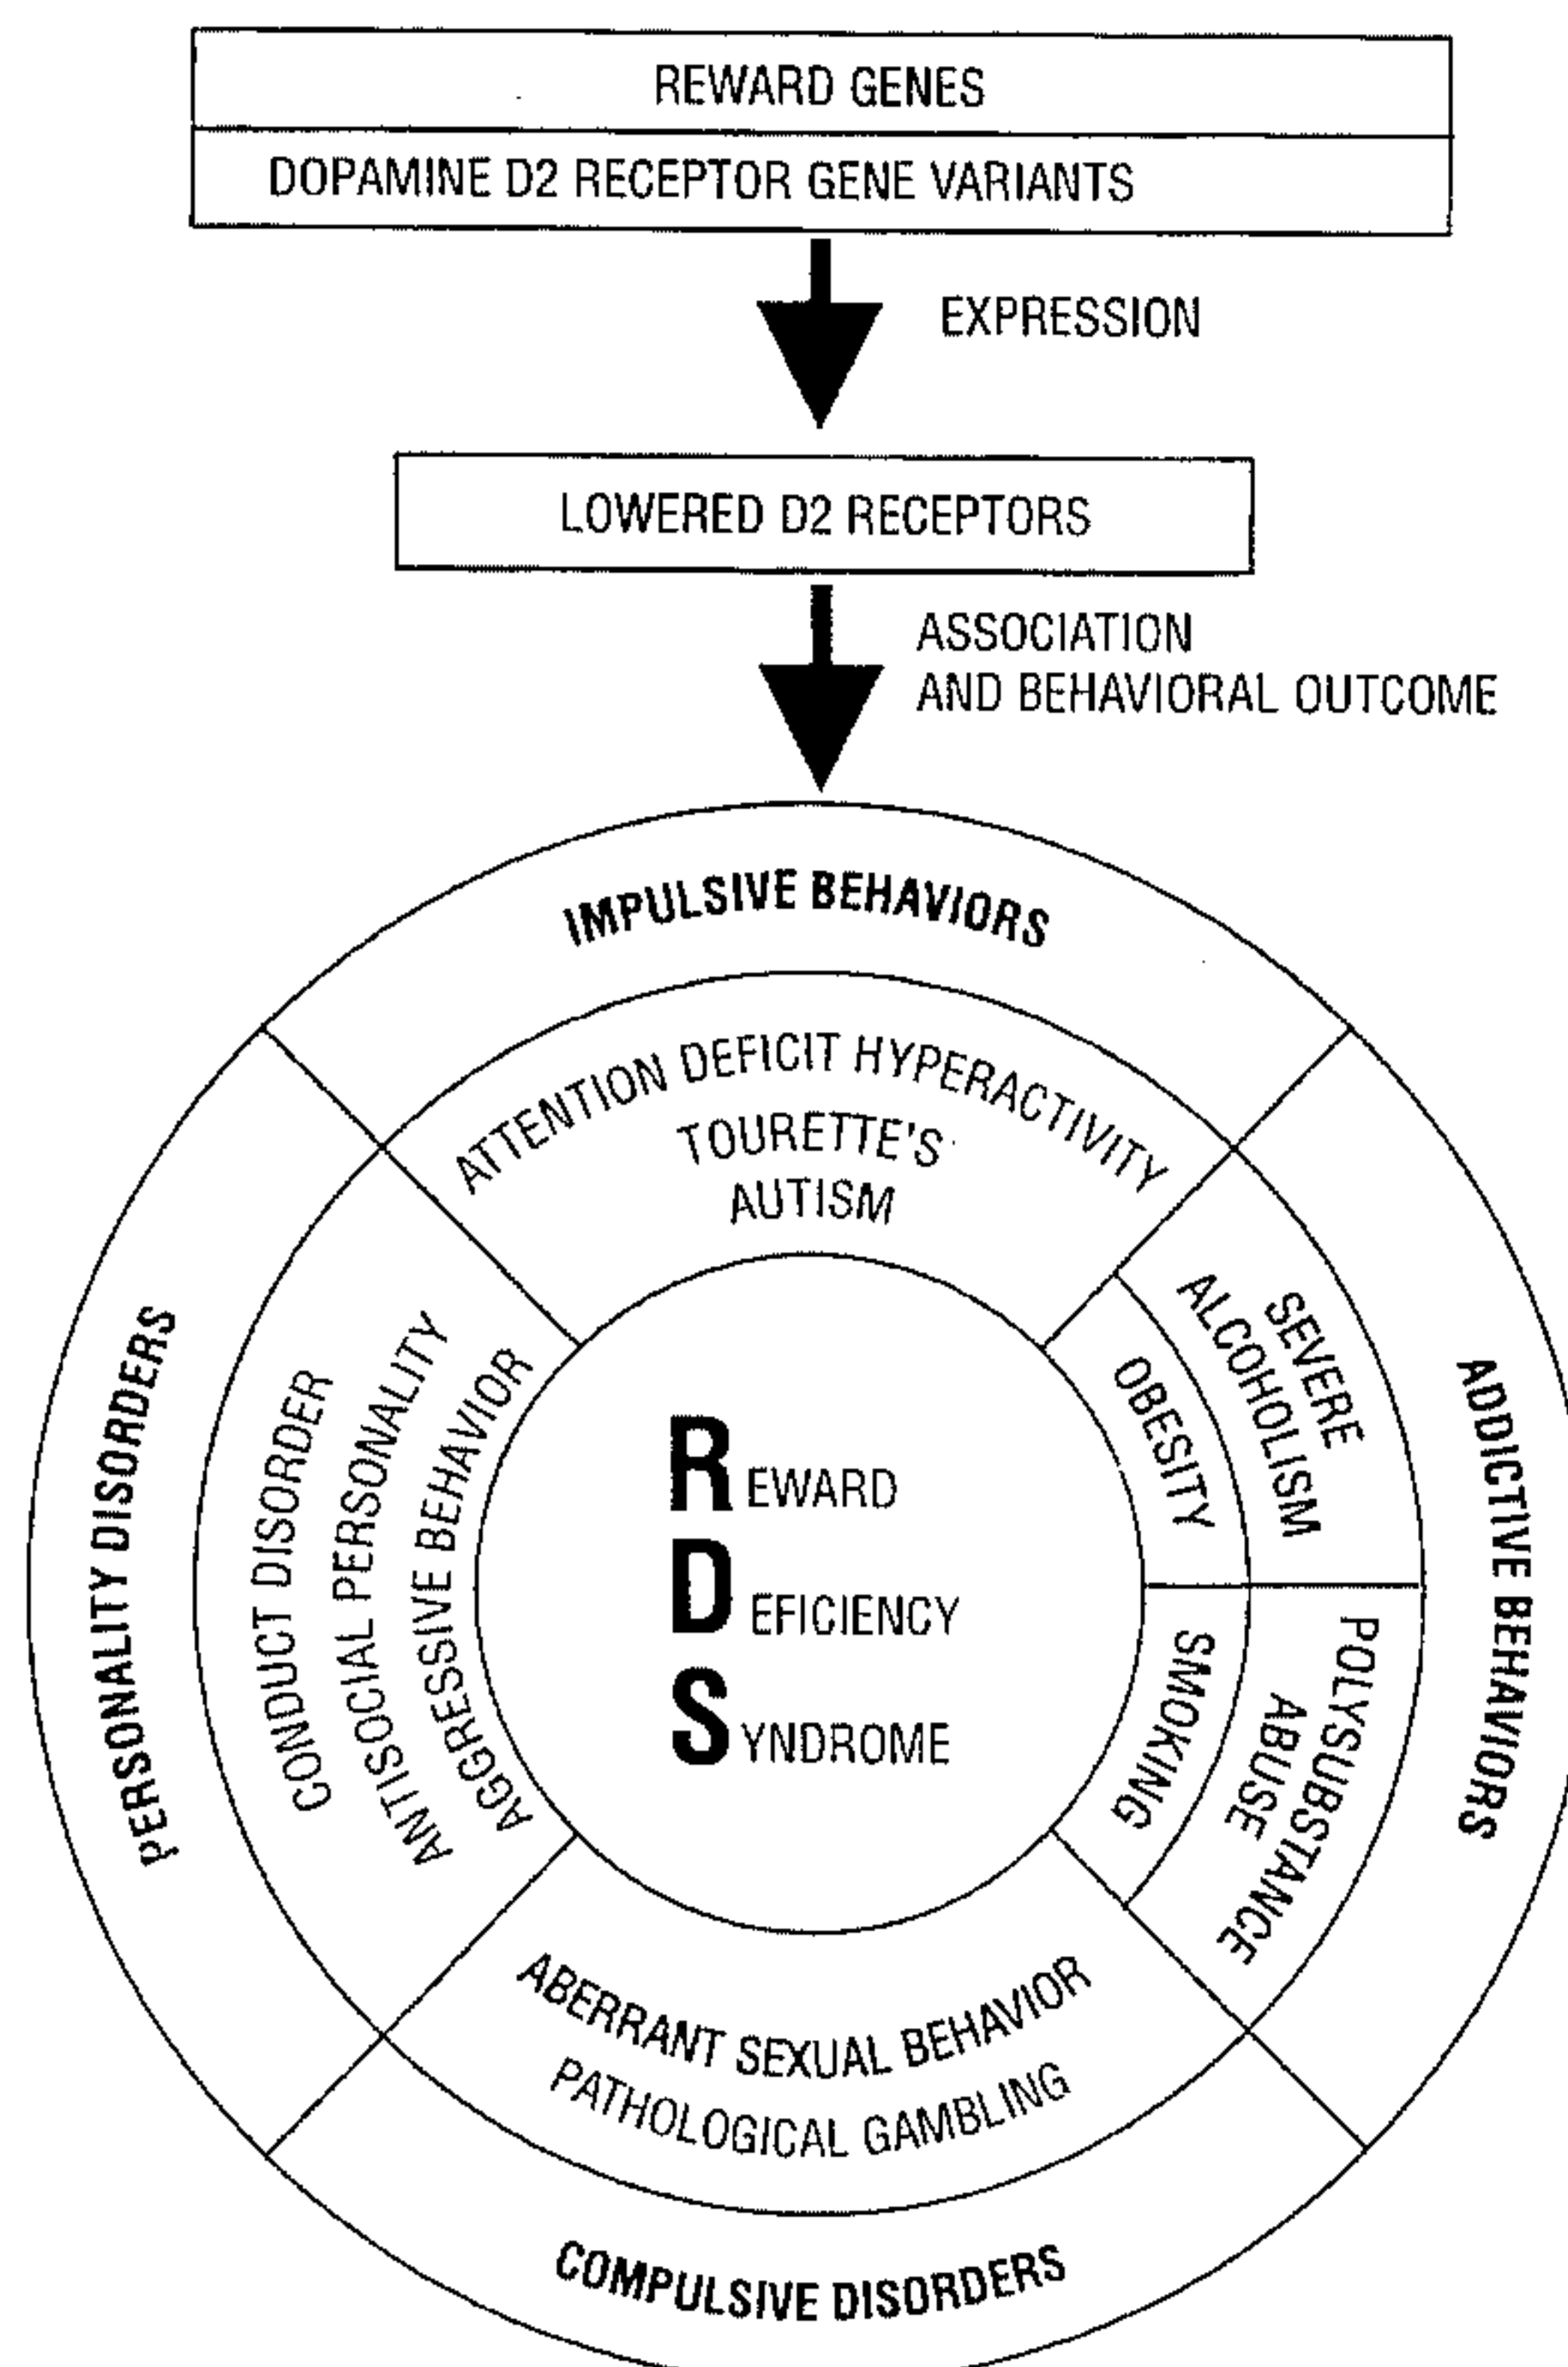 REWARD GENES
DOPAMINE D2 RECEPTOR GENE VARIANTS
EXPRESSION
LOWERED D2 RECEPTORS
ASSOCIATION
AND BEHAVIORAL OUTCOME
IMPULSIVE BEHAVIORS
ATTENTION DEFICIT HYPERACTIVITY
TOURETTE'S
AUTISM
PERSONALITY DISORDERS
CONDUCT DISORDER
ANTISOCIAL PERSONALITY
AGGRESSIVE BEHAVIOR
REWARD
DEFICIENCY
SYNDROME
OBESITY
SEVERE
ALCOHOLISM
SMOKING
POLYSUBSTANCE
ABUSE
ADDICTIVE BEHAVIORS
ABERRANT SEXUAL BEHAVIOR
PATHOLOGICAL GAMBLING
COMPULSIVE DISORDERS